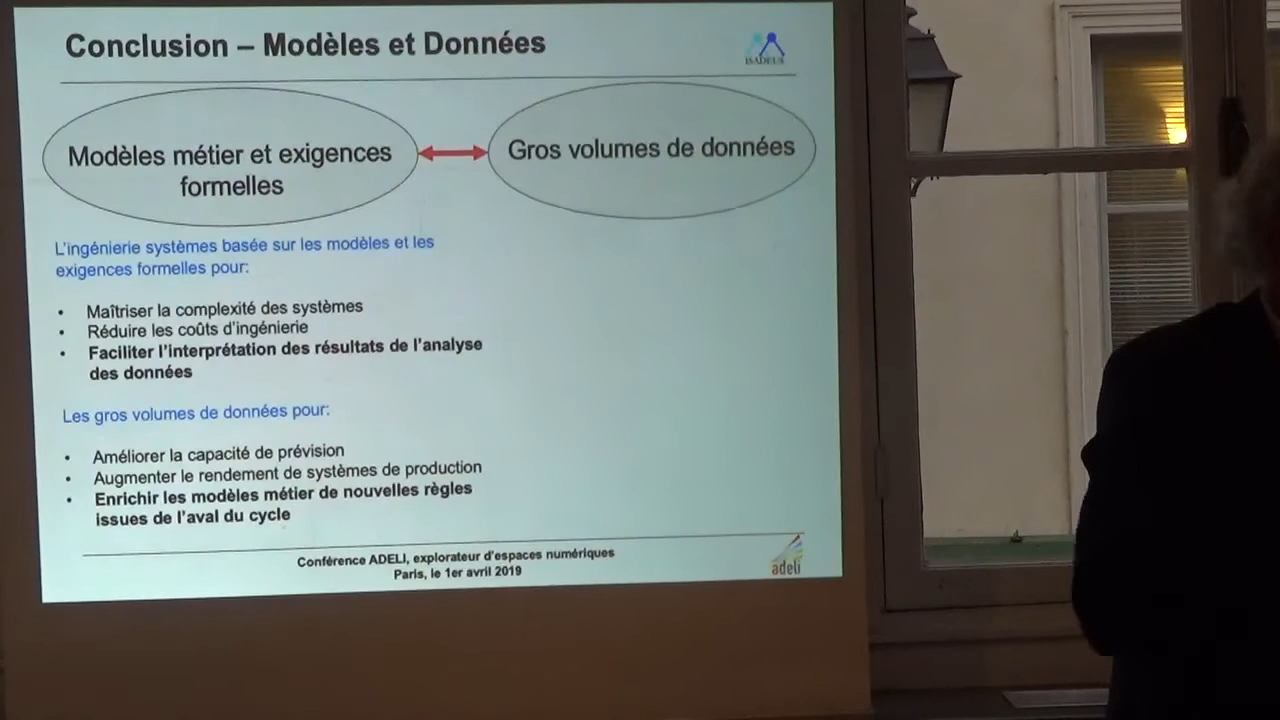 Conclusion – Modèles et Données
ISADEUS
Modèles métier et exigences
formelles
Gros volumes de données
L'ingénierie systèmes basée sur les modèles et les
exigences formelles pour:
• Maîtriser la complexité des systèmes
• Réduire les coûts d'ingénierie
• Faciliter l'interprétation des résultats de l'analyse
des données
Les gros volumes de données pour:
• Améliorer la capacité de prévision
• Augmenter le rendement de systèmes de production
• Enrichir les modèles métier de nouvelles règles
issues de l'aval du cycle
Conférence ADELI, explorateur d'espaces numériques
Paris, le 1er avril 2019
adeli